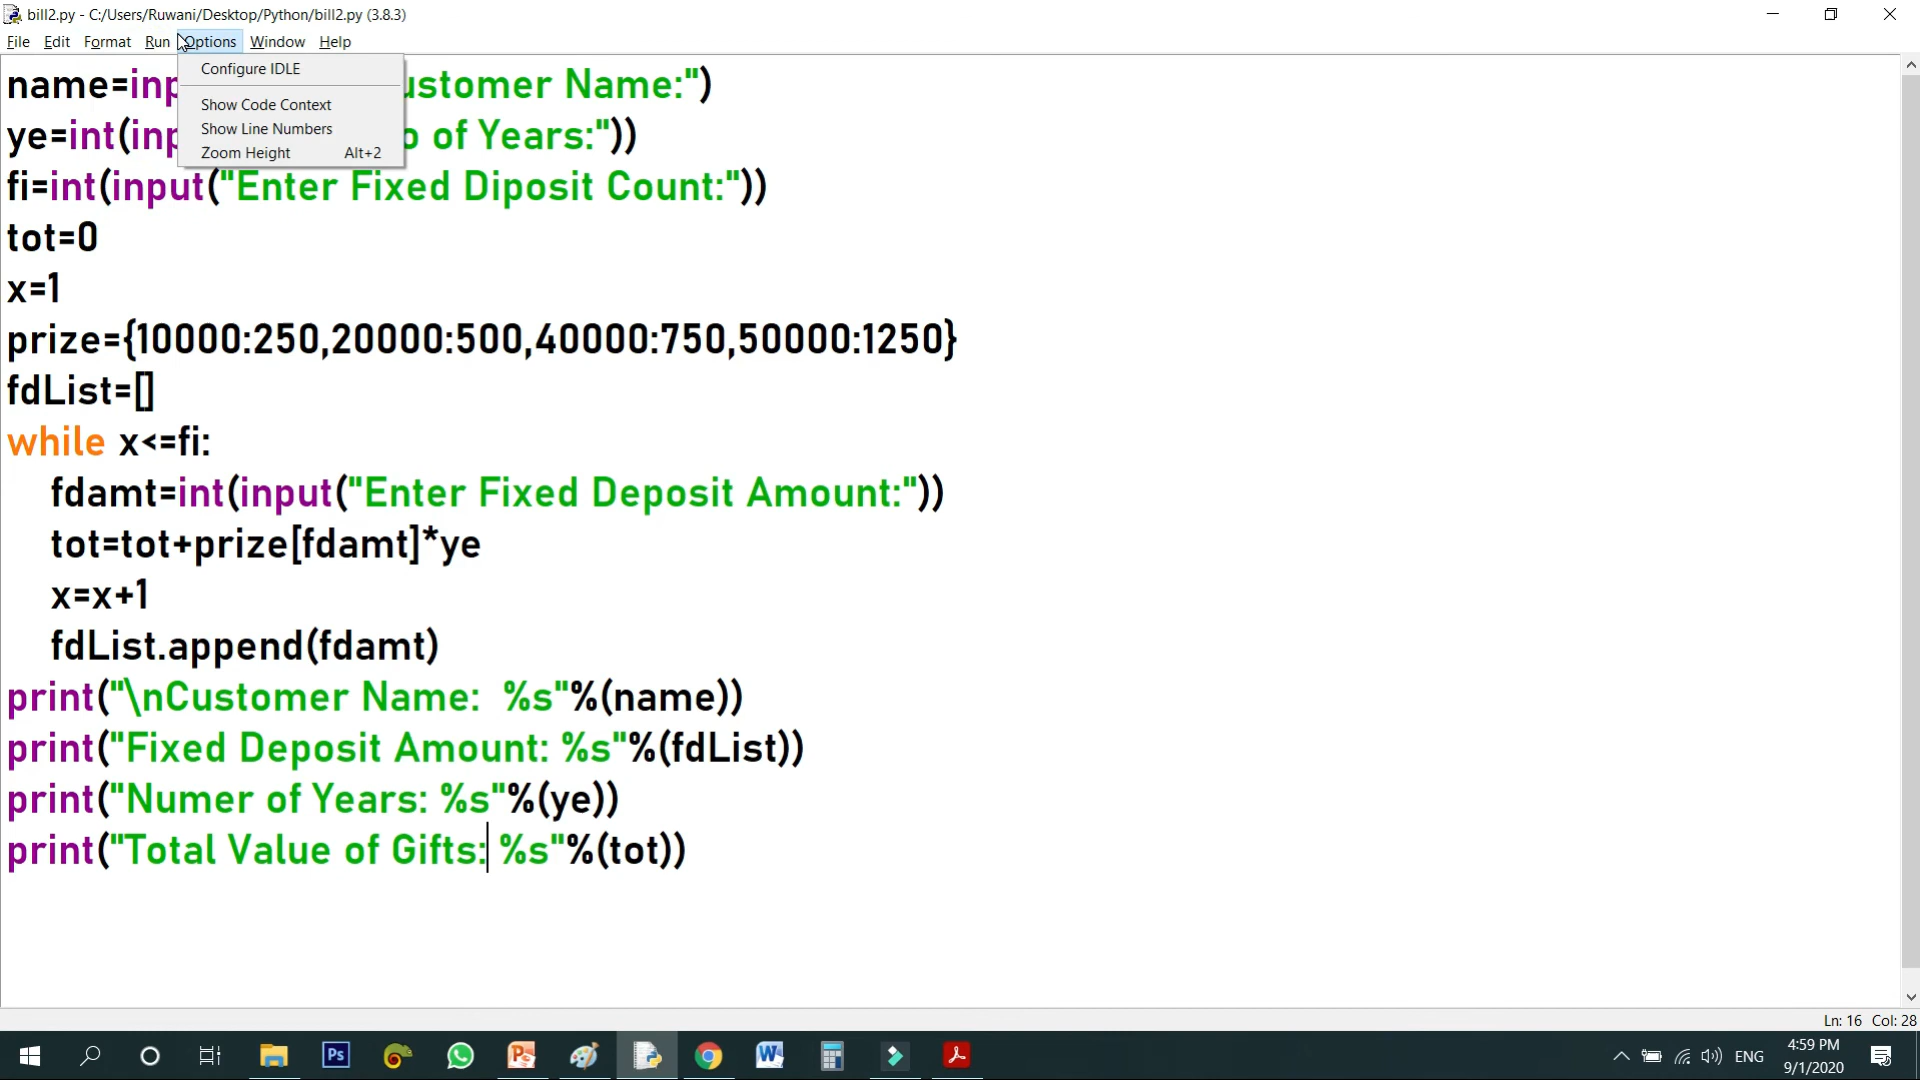 bill2.py - C:/Users/Ruwani/Desktop/Python/bill2.py (3.8.3)
File Edit Format Run Options Window Help
Configure IDLE
Show Code Context
Show Line Numbers
Zoom Height Alt+2
name=inp ustomer Name:")
ye=int(inp o of Years:"))
fi=int(input("Enter Fixed Diposit Count:"))
tot=0
x=1
prize={10000:250,20000:500,40000:750,50000:1250}
fdList=[]
while x<=fi:
    fdamt=int(input("Enter Fixed Deposit Amount:"))
    tot=tot+prize[fdamt]*ye
    x=x+1
    fdList.append(fdamt)
print("\nCustomer Name:  %s"%(name))
print("Fixed Deposit Amount: %s"%(fdList))
print("Numer of Years: %s"%(ye))
print("Total Value of Gifts: %s"%(tot))
Ln: 16 Col: 28
Ps
ENG
4:59 PM
9/1/2020